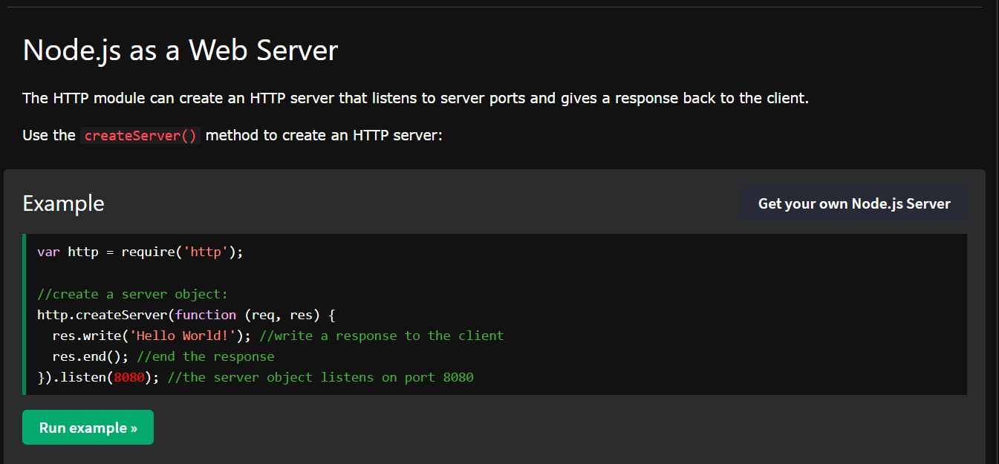 Node.js as a Web Server
The HTTP module can create an HTTP server that listens to server ports and gives a response back to the client.
Use the createServer() method to create an HTTP server:
Example
Get your own Node.js Server
var http = require('http');
//create a server object:
http.createServer(function (req, res) {
  res.write('Hello World!'); //write a response to the client
  res.end(); //end the response
}).listen(8080); //the server object listens on port 8080
Run example »